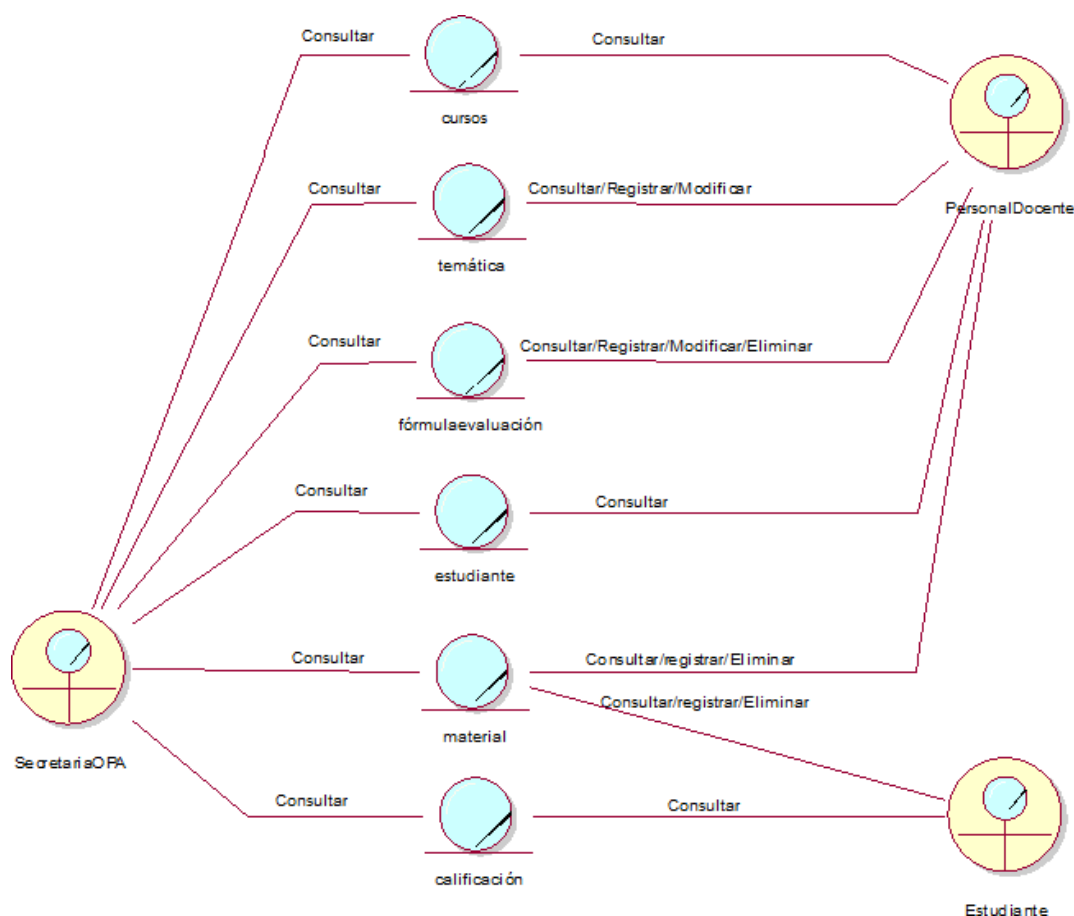 Consultar
Consultar
cursos
PersonalDocente
Consultar
Consultar/Registrar/Modificar
temática
Consultar
Consultar/Registrar/Modificar/Eliminar
fórmulaevaluación
Consultar
Consultar
estudiante
Consultar
Consultar/registrar/Eliminar
Consultar/registrar/Eliminar
material
SecretariaOPA
Consultar
Consultar
calificación
Estudiante